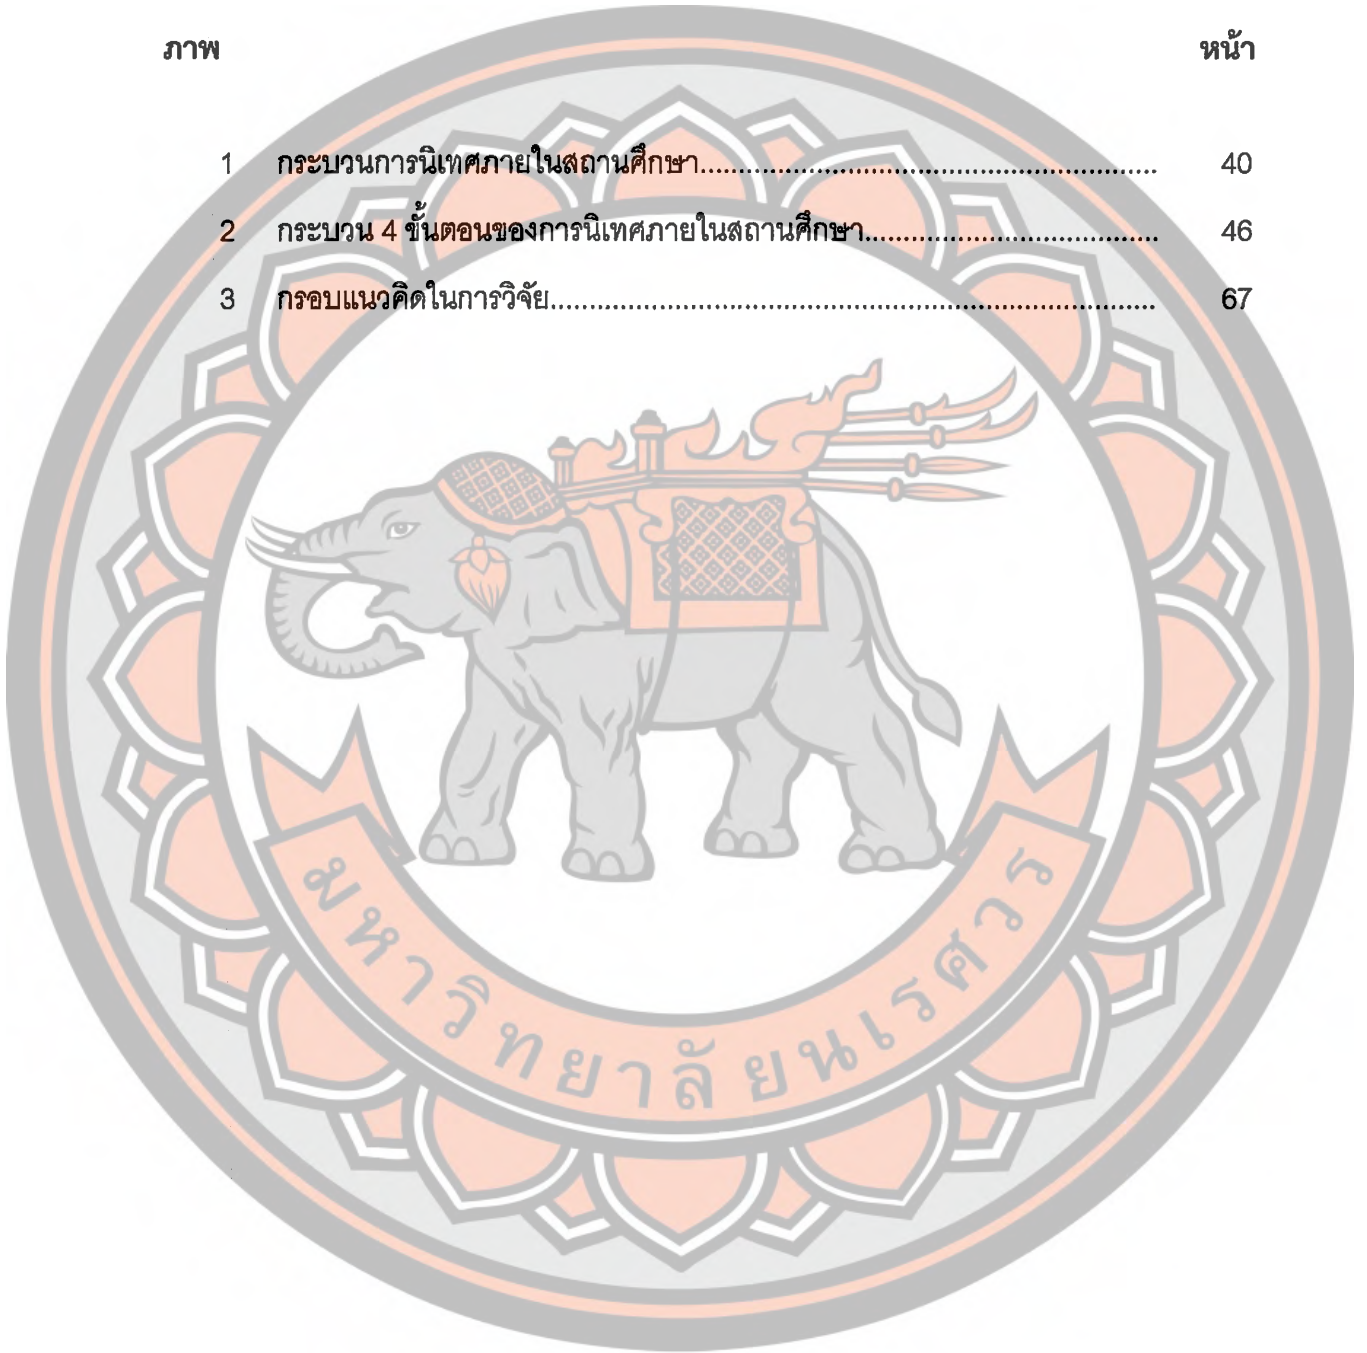 ภาพ หน้า
1 กระบวนการนิเทศภายในสถานศึกษา.......................................................... 40
2 กระบวน 4 ขั้นตอนของการนิเทศภายในสถานศึกษา..................................... 46
3 กรอบแนวคิดในการวิจัย............................................................................. 67
มหาวิทยาลัยนเรศวร